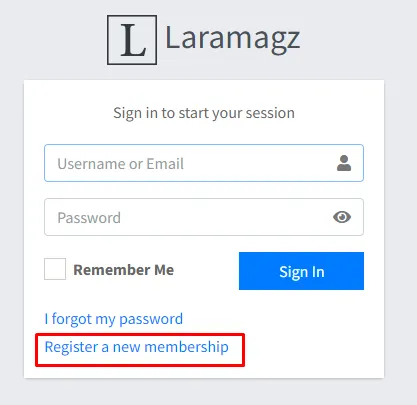 L Laramagz
Sign in to start your session
Username or Email
Password
Remember Me
Sign In
I forgot my password
Register a new membership